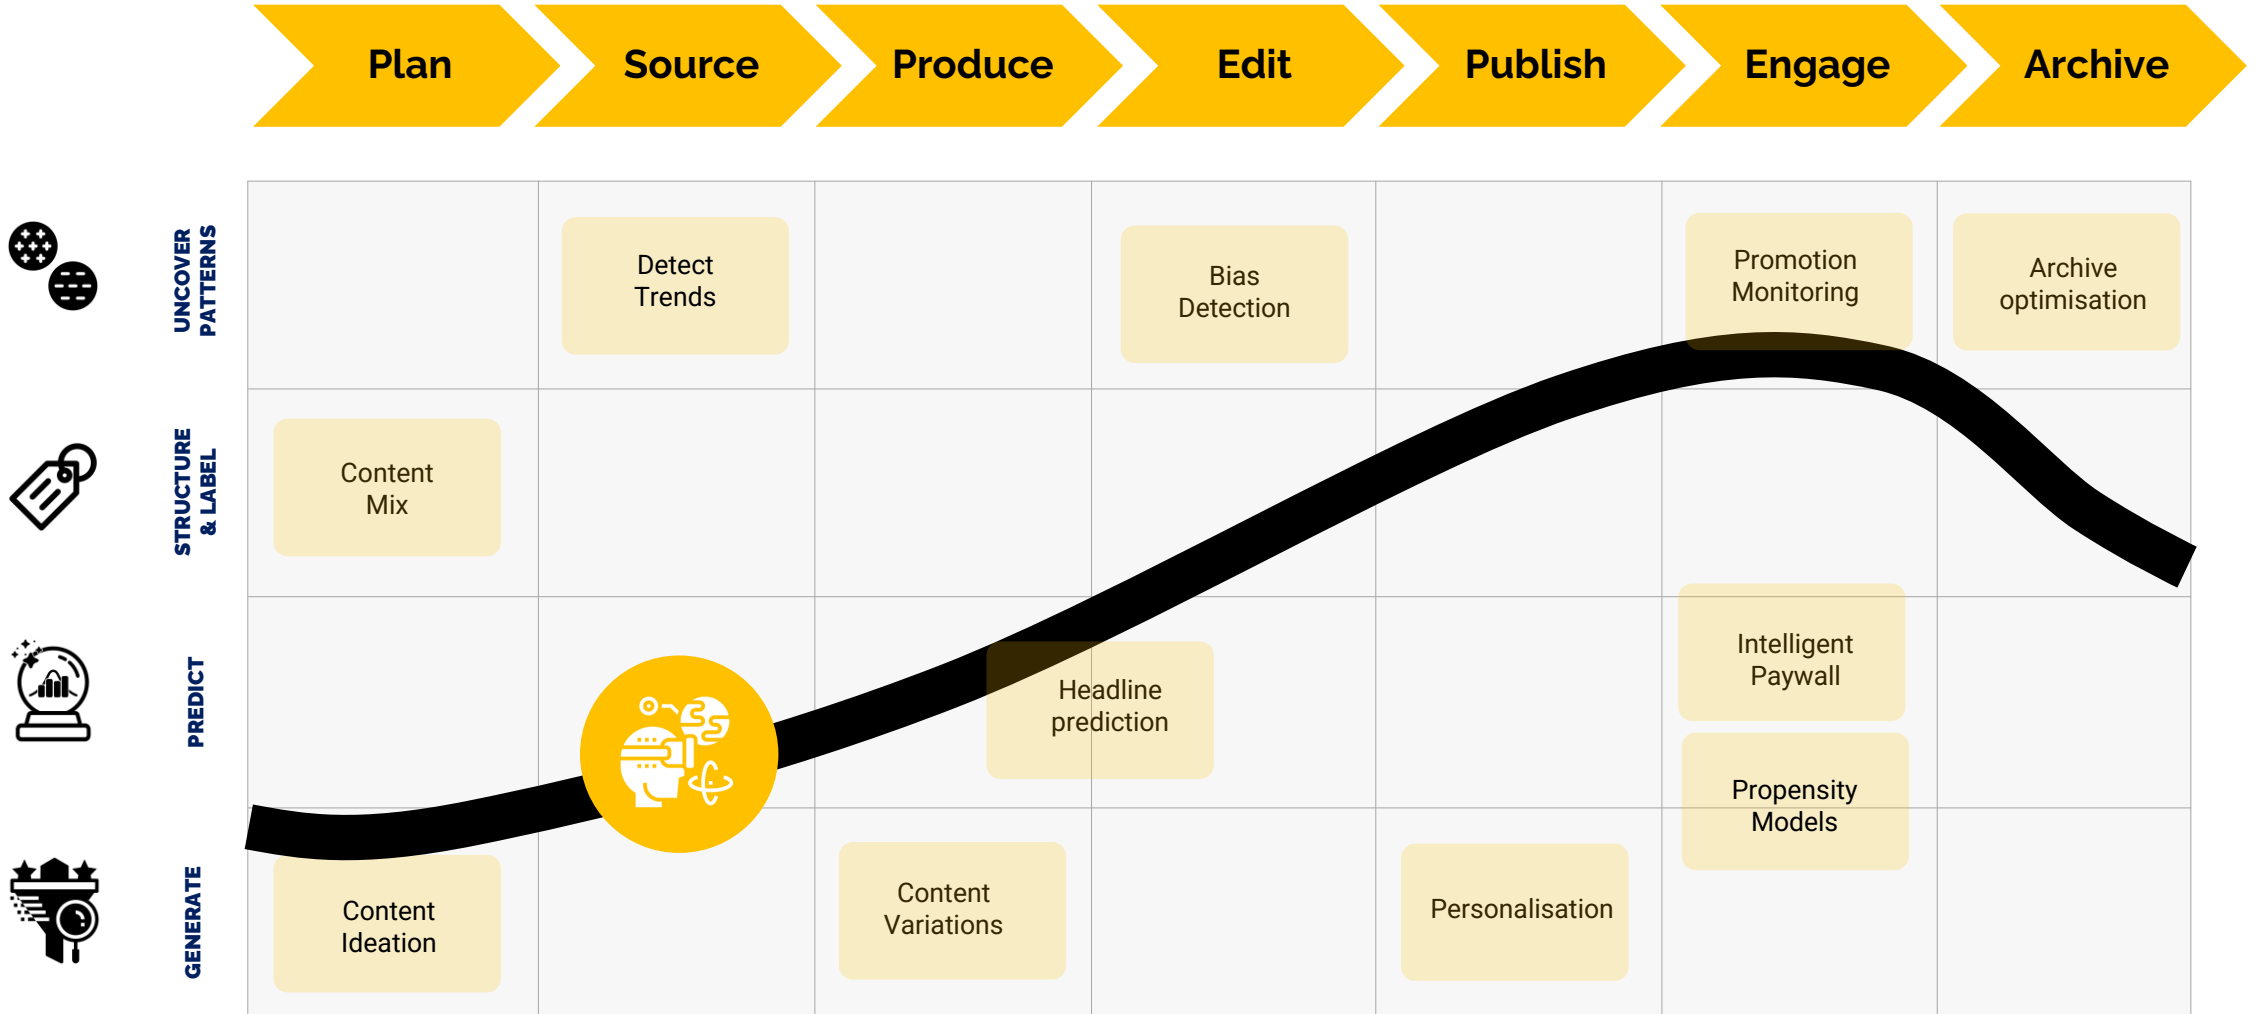 Plan
Source
Produce
Edit
Publish
Engage
Archive
UNCOVER
PATTERNS
Detect
Trends
Bias
Detection
Promotion
Monitoring
Archive
optimisation
STRUCTURE
& LABEL
Content
Mix
PREDICT
Headline
prediction
Intelligent
Paywall
Propensity
Models
GENERATE
Content
Ideation
Content
Variations
Personalisation